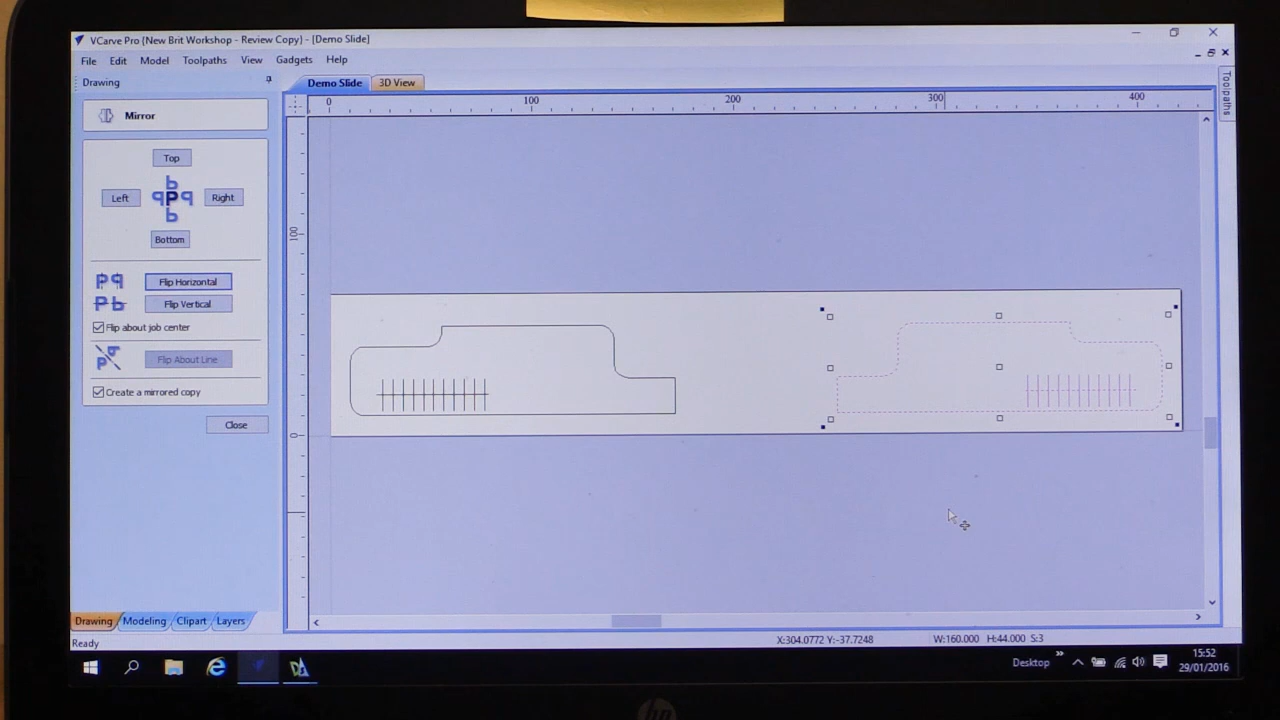 VCarve Pro {New Brit Workshop - Review Copy} - [Demo Slide]
File Edit Model Toolpaths View Gadgets Help
Drawing
Demo Slide 3D View
Toolpaths
0 100 200 300 400
Mirror
Top
Left Right
Bottom
100
0
Flip Horizontal
Flip Vertical
Flip about job center
Flip About Line
Create a mirrored copy
Close
Drawing Modeling Clipart Layers
Ready
X:304.0772 Y:-37.7248 W:160.000 H:44.000 S:3
Desktop
15:52
29/01/2016
hp